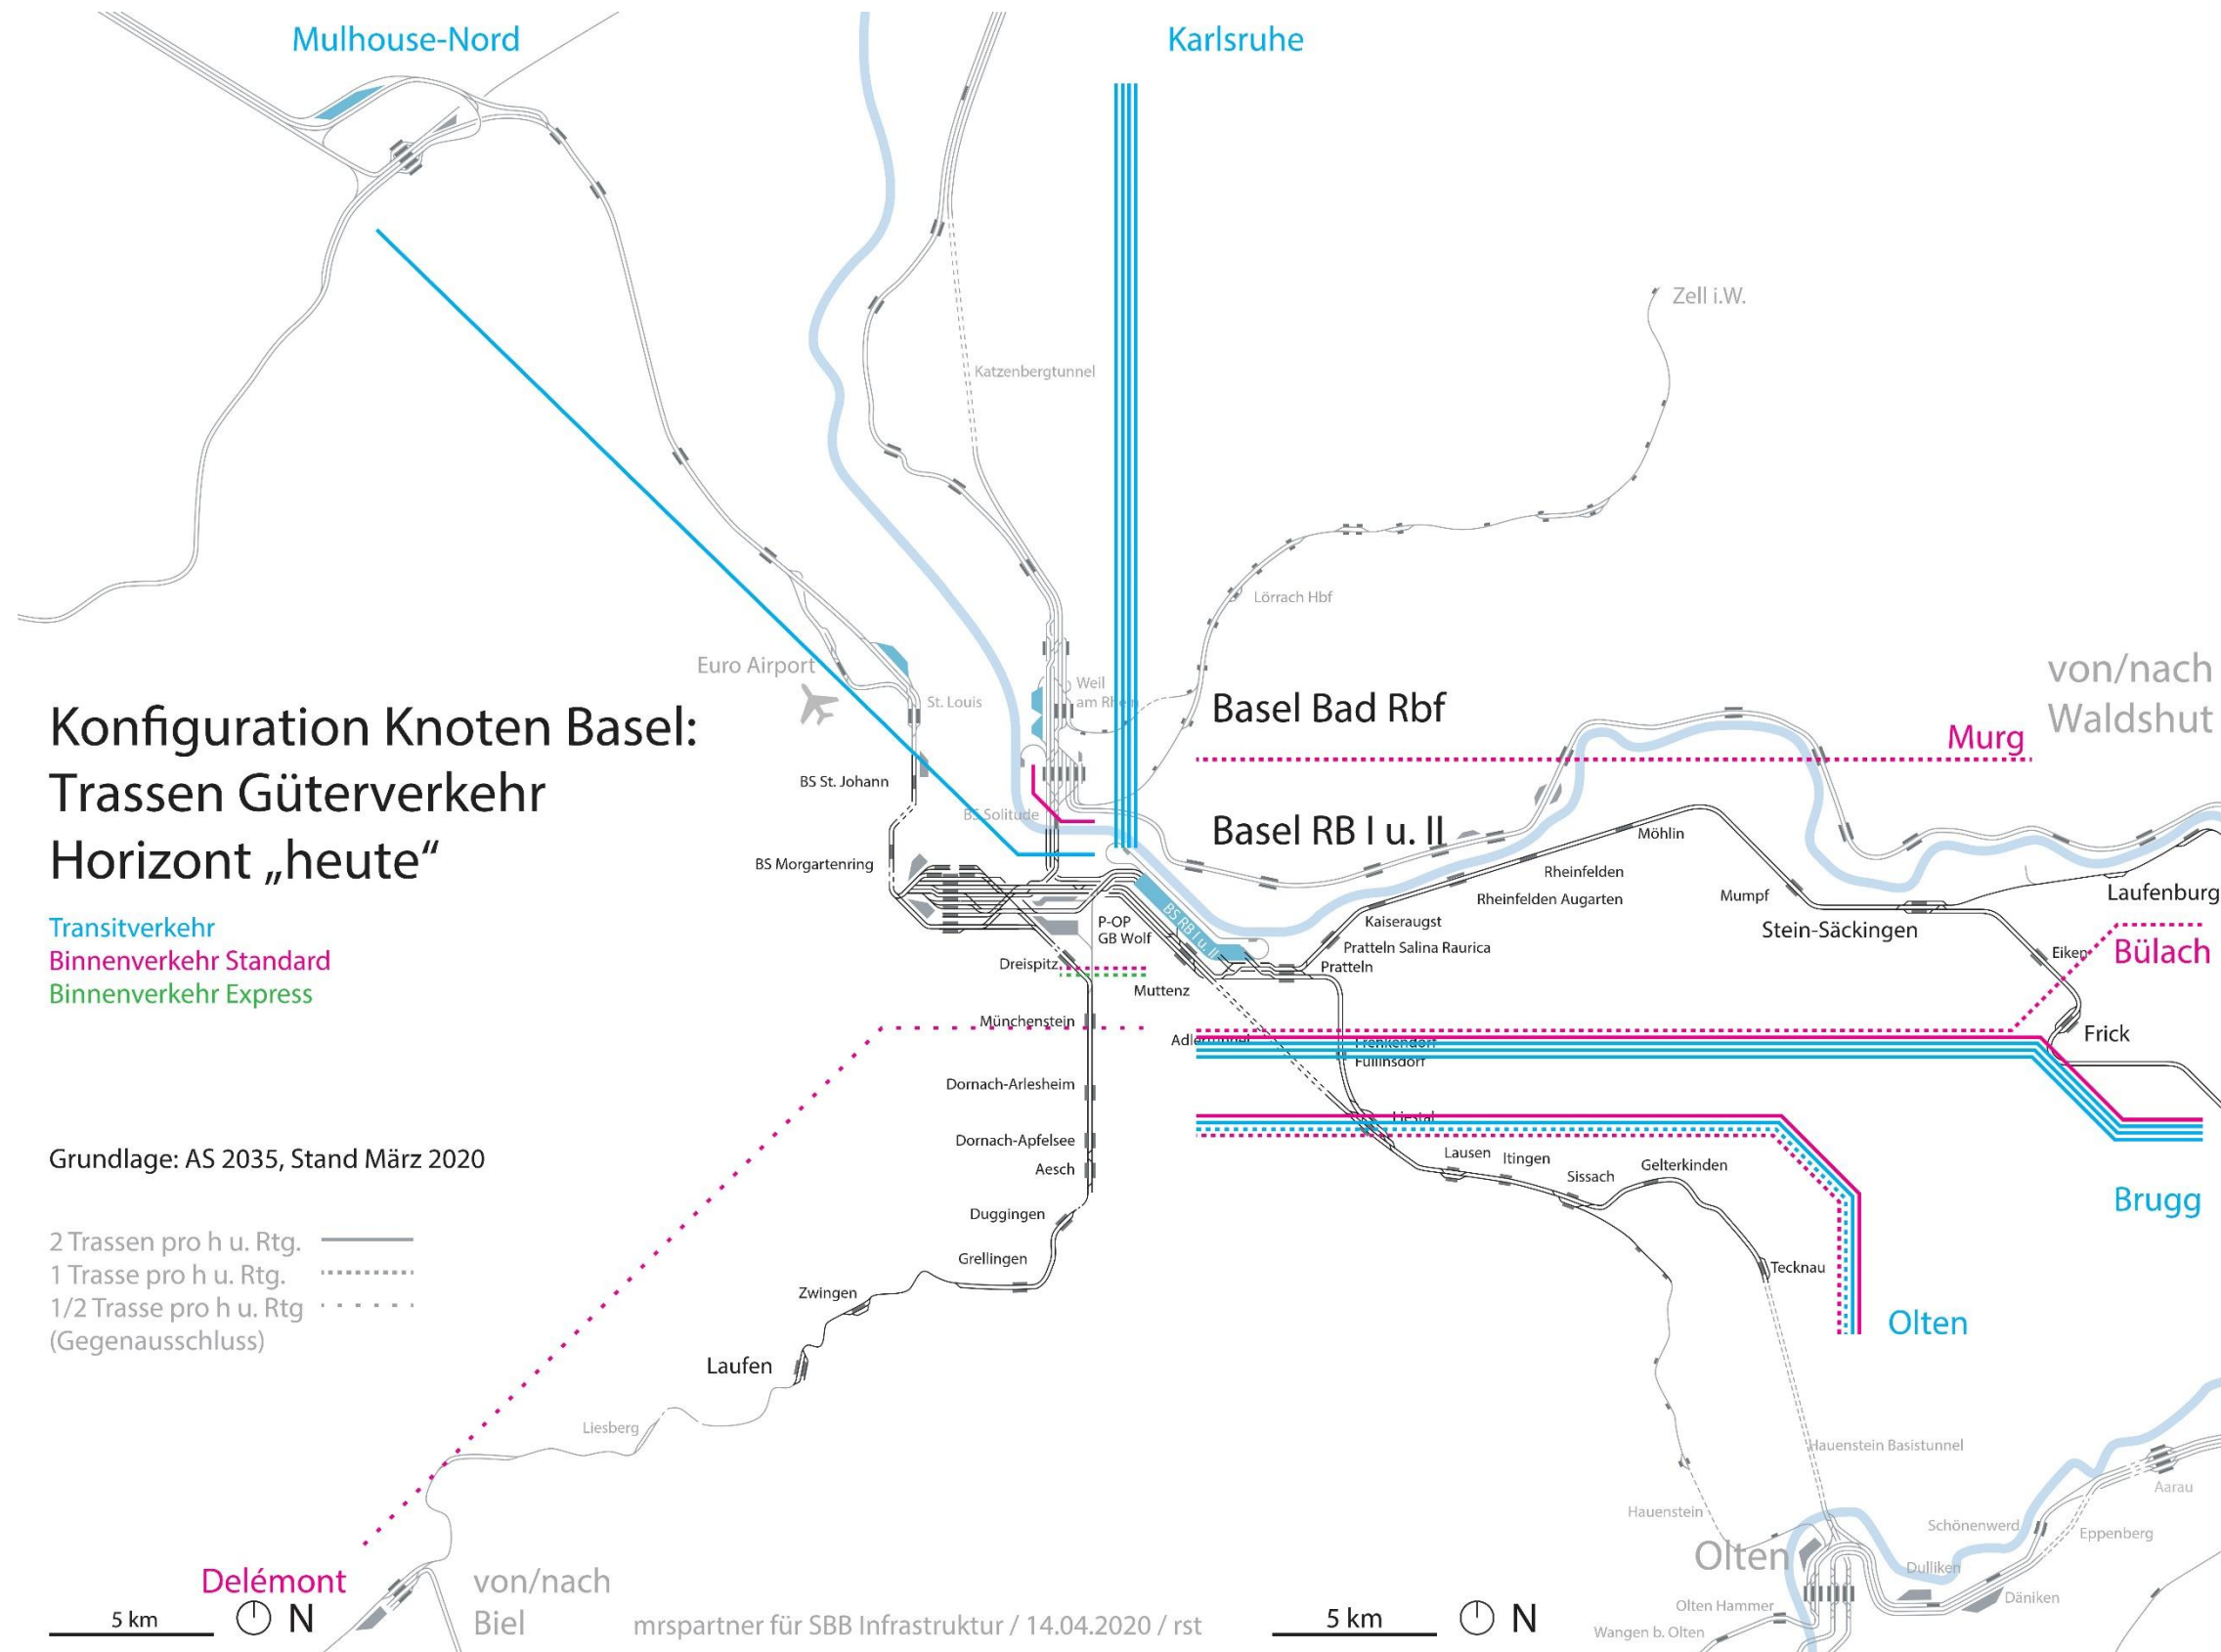 Mulhouse-Nord
Karlsruhe
Zell i.W.
Katzenbergtunnel
Lörrach Hbf
Euro Airport
St. Louis
Weil
am Rhein
Basel Bad Rbf
von/nach
Waldshut
Murg
Konfiguration Knoten Basel:
Trassen Güterverkehr
Horizont „heute“
BS St. Johann
BS Solitude
Basel RB I u. II
Möhlin
BS Morgartenring
Rheinfelden
Rheinfelden Augarten
Mumpf
Laufenburg
Transitverkehr
Binnenverkehr Standard
Binnenverkehr Express
P-OP
GB Wolf
BS RB I u. II
Kaiseraugst
Pratteln Salina Raurica
Pratteln
Stein-Säckingen
Eiken
Bülach
Dreispitz
Muttenz
Münchenstein
Adlertunnel
Frenkendorf
Füllinsdorf
Frick
Dornach-Arlesheim
Liestal
Dornach-Apfelsee
Aesch
Lausen
Itingen
Sissach
Gelterkinden
Grundlage: AS 2035, Stand März 2020
Brugg
Duggingen
Grellingen
Tecknau
2 Trassen pro h u. Rtg.
1 Trasse pro h u. Rtg.
1/2 Trasse pro h u. Rtg
(Gegenausschluss)
Zwingen
Olten
Laufen
Liesberg
Hauenstein Basistunnel
Aarau
Hauenstein
Schönenwerd
Eppenberg
Olten
Dulliken
Däniken
Delémont
von/nach
Biel
5 km
N
mrspartner für SBB Infrastruktur / 14.04.2020 / rst
5 km
N
Olten Hammer
Wangen b. Olten